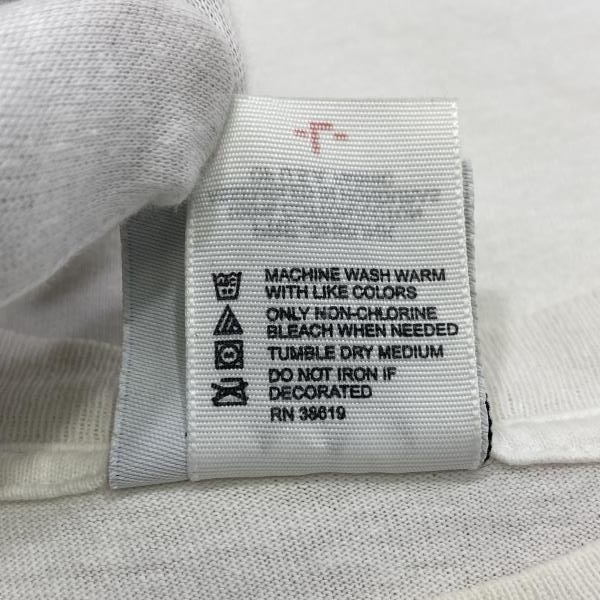 MACHINE WASH WARM
WITH LIKE COLORS
ONLY NON-CHLORINE
BLEACH WHEN NEEDED
TUMBLE DRY MEDIUM
DO NOT IRON IF
DECORATED
RN 38619